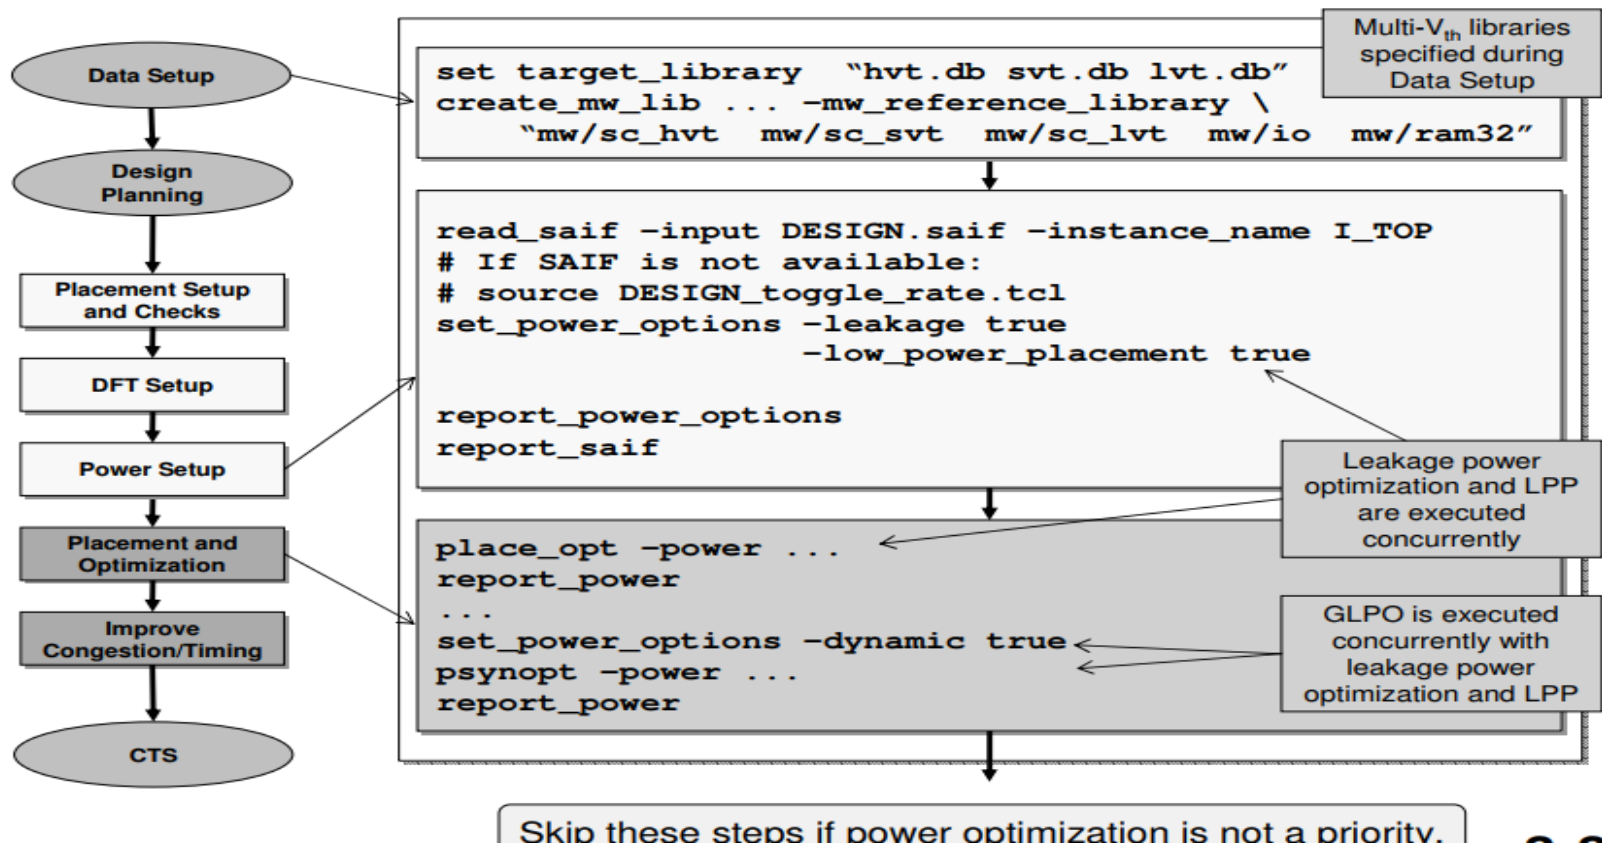 Data Setup
Design
Planning
Placement Setup
and Checks
DFT Setup
Power Setup
Placement and
Optimization
Improve
Congestion/Timing
CTS
Multi-Vth libraries
specified during
Data Setup
set target_library “hvt.db svt.db lvt.db”
create_mw_lib ... –mw_reference_library \
“mw/sc_hvt mw/sc_svt mw/sc_lvt mw/io mw/ram32”
read_saif –input DESIGN.saif –instance_name I_TOP
# If SAIF is not available:
# source DESIGN_toggle_rate.tcl
set_power_options –leakage true
–low_power_placement true
report_power_options
report_saif
Leakage power
optimization and LPP
are executed
concurrently
place_opt –power ...
report_power
...
set_power_options –dynamic true
psynopt –power ...
report_power
GLPO is executed
concurrently with
leakage power
optimization and LPP
Skip these steps if power optimization is not a priority.